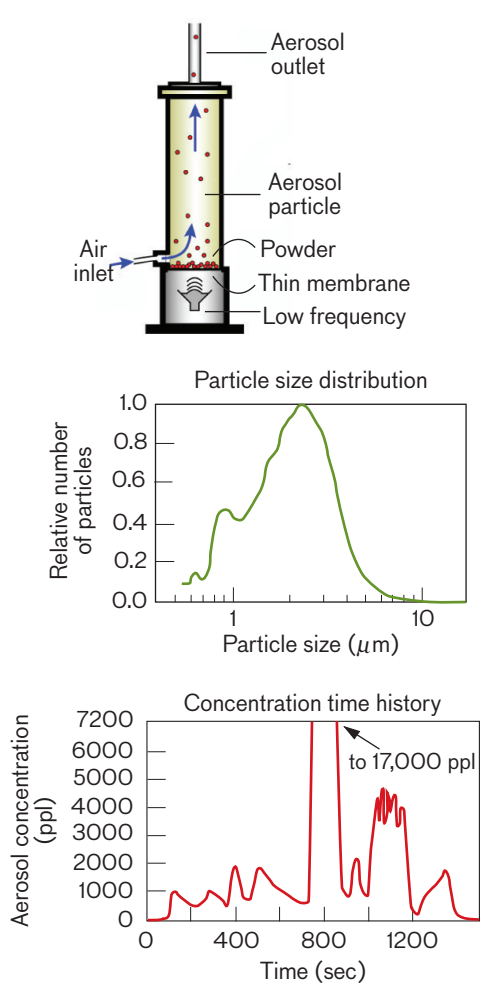 Aerosol
outlet
Aerosol
particle
Air
inlet
Powder
Thin membrane
Low frequency
Particle size distribution
Relative number
of particles
1.0
0.8
0.6
0.4
0.2
0.0
1
10
Particle size (μm)
Concentration time history
Aerosol concentration
(ppl)
7200
6000
5000
4000
3000
2000
1000
0
to 17,000 ppl
0
400
800
1200
Time (sec)